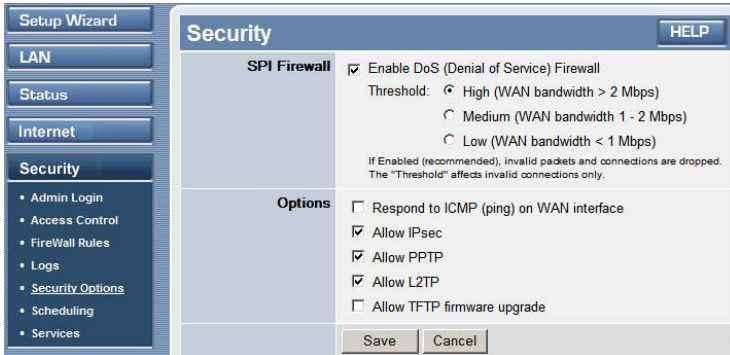 Setup Wizard
LAN
Status
Internet
Security
• Admin Login
• Access Control
• FireWall Rules
• Logs
• Security Options
• Scheduling
• Services
Security
HELP
SPI Firewall
Enable DoS (Denial of Service) Firewall
Threshold: High (WAN bandwidth > 2 Mbps)
Medium (WAN bandwidth 1 - 2 Mbps)
Low (WAN bandwidth < 1 Mbps)
If Enabled (recommended), invalid packets and connections are dropped.
The "Threshold" affects invalid connections only.
Options
Respond to ICMP (ping) on WAN interface
Allow IPsec
Allow PPTP
Allow L2TP
Allow TFTP firmware upgrade
Save Cancel